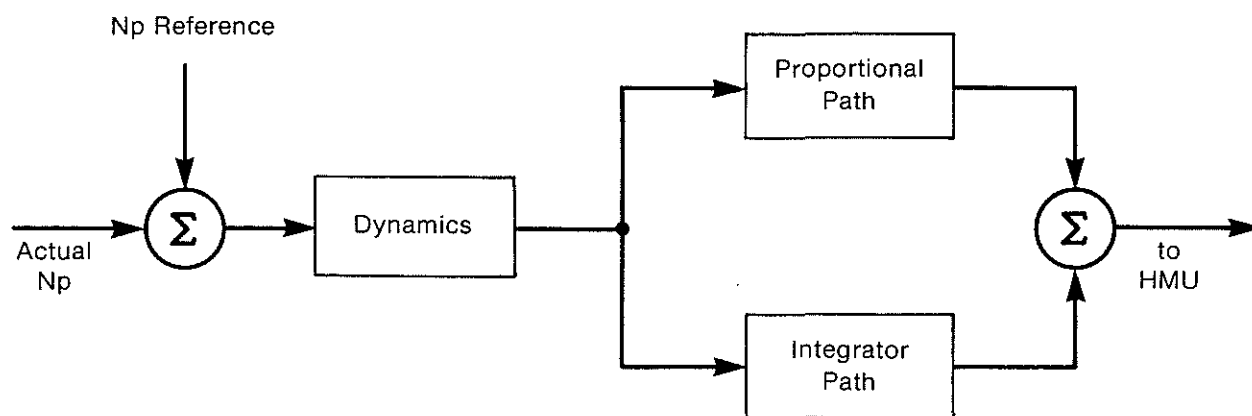 Np Reference
Proportional
Path
Σ
Dynamics
Σ
Actual
Np
to
HMU
Integrator
Path